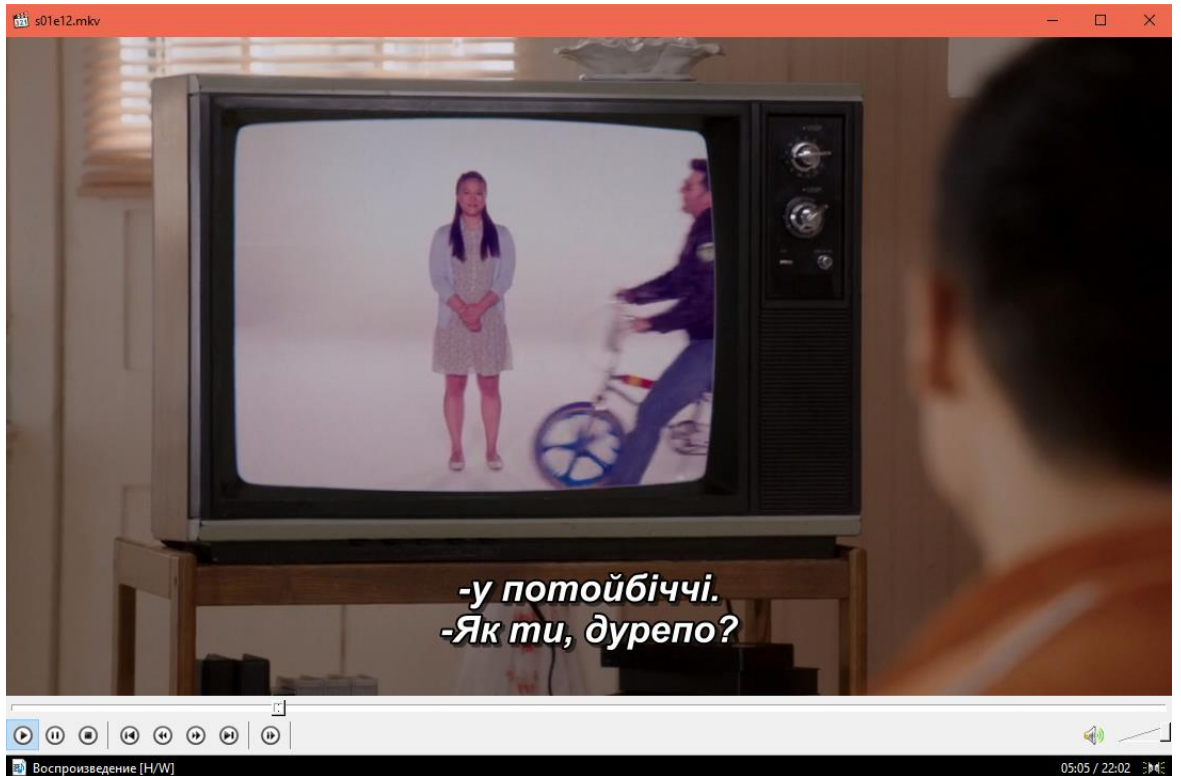 s01e12.mkv
-у потойбіччі.
-Як ти, дурепо?
Воспроизведение [H/W]
05:05 / 22:02